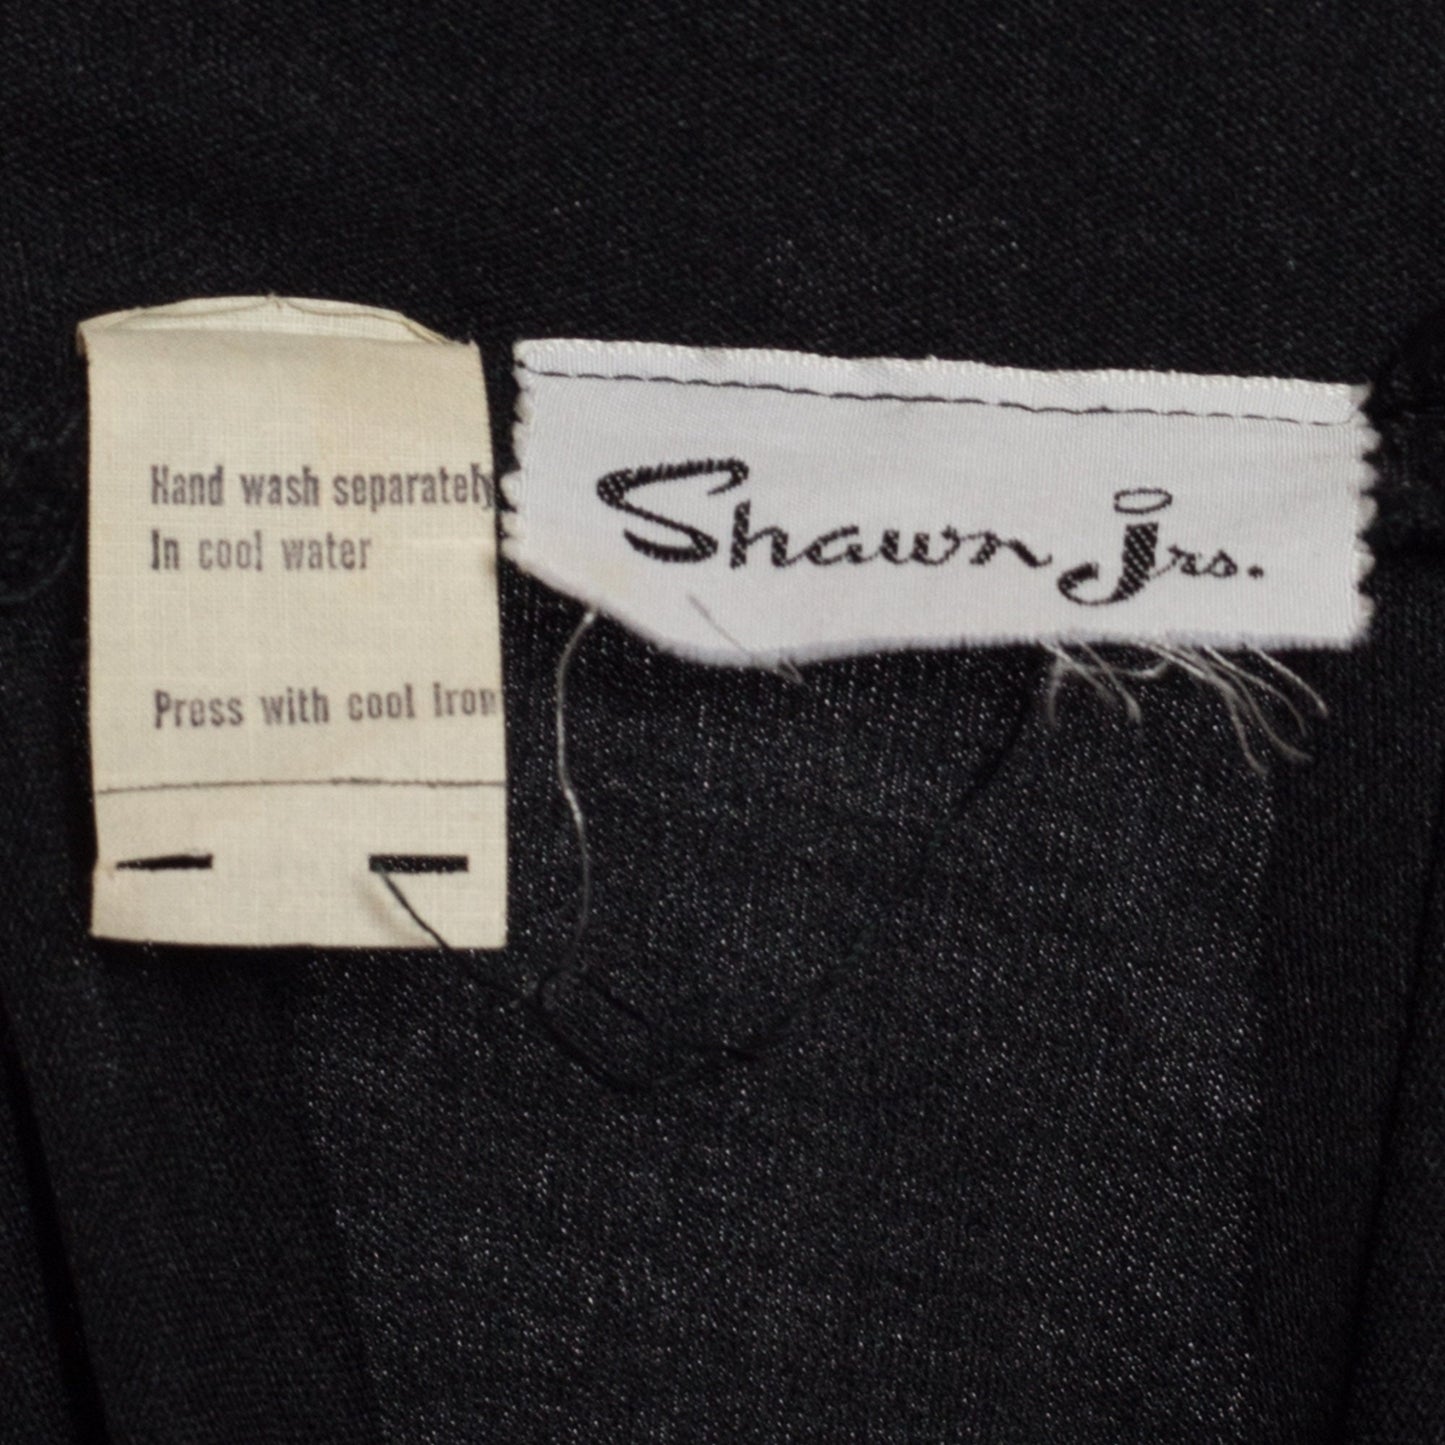 Hand wash separately
In cool water
Press with cool Iron
Shawn Jrs.